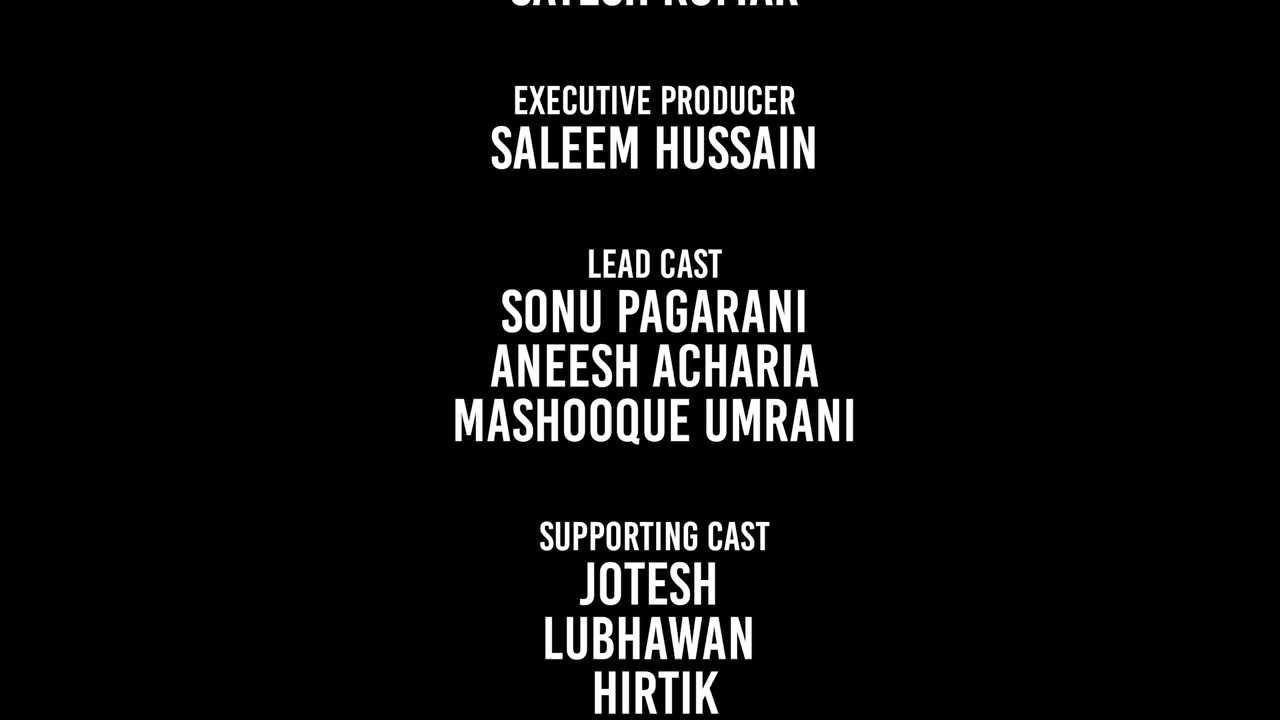 EXECUTIVE PRODUCER
SALEEM HUSSAIN
LEAD CAST
SONU PAGARANI
ANEESH ACHARIA
MASHOOQUE UMRANI
SUPPORTING CAST
JOTESH
LUBHAWAN
HIRTIK